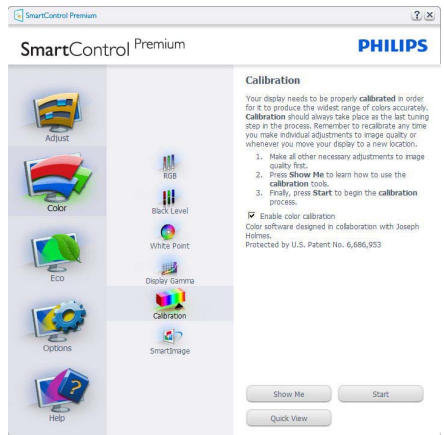 SmartControl Premium
? ×
SmartControl Premium
PHILIPS
Adjust
Color
Eco
Options
Help
RGB
Black Level
White Point
Display Gamma
Calibration
SmartImage
Calibration
Your display needs to be properly calibrated in order
for it to produce the widest range of colors accurately.
Calibration should always take place as the last tuning
step in the process. Remember to recalibrate any time
you make individual adjustments to image quality or
whenever you move your display to a new location.
1. Make all other necessary adjustments to image
quality first.
2. Press Show Me to learn how to use the
calibration tools.
3. Finally, press Start to begin the calibration
process.
Enable color calibration
Color software designed in collaboration with Joseph
Holmes.
Protected by U.S. Patent No. 6,686,953
Show Me
Start
Quick View